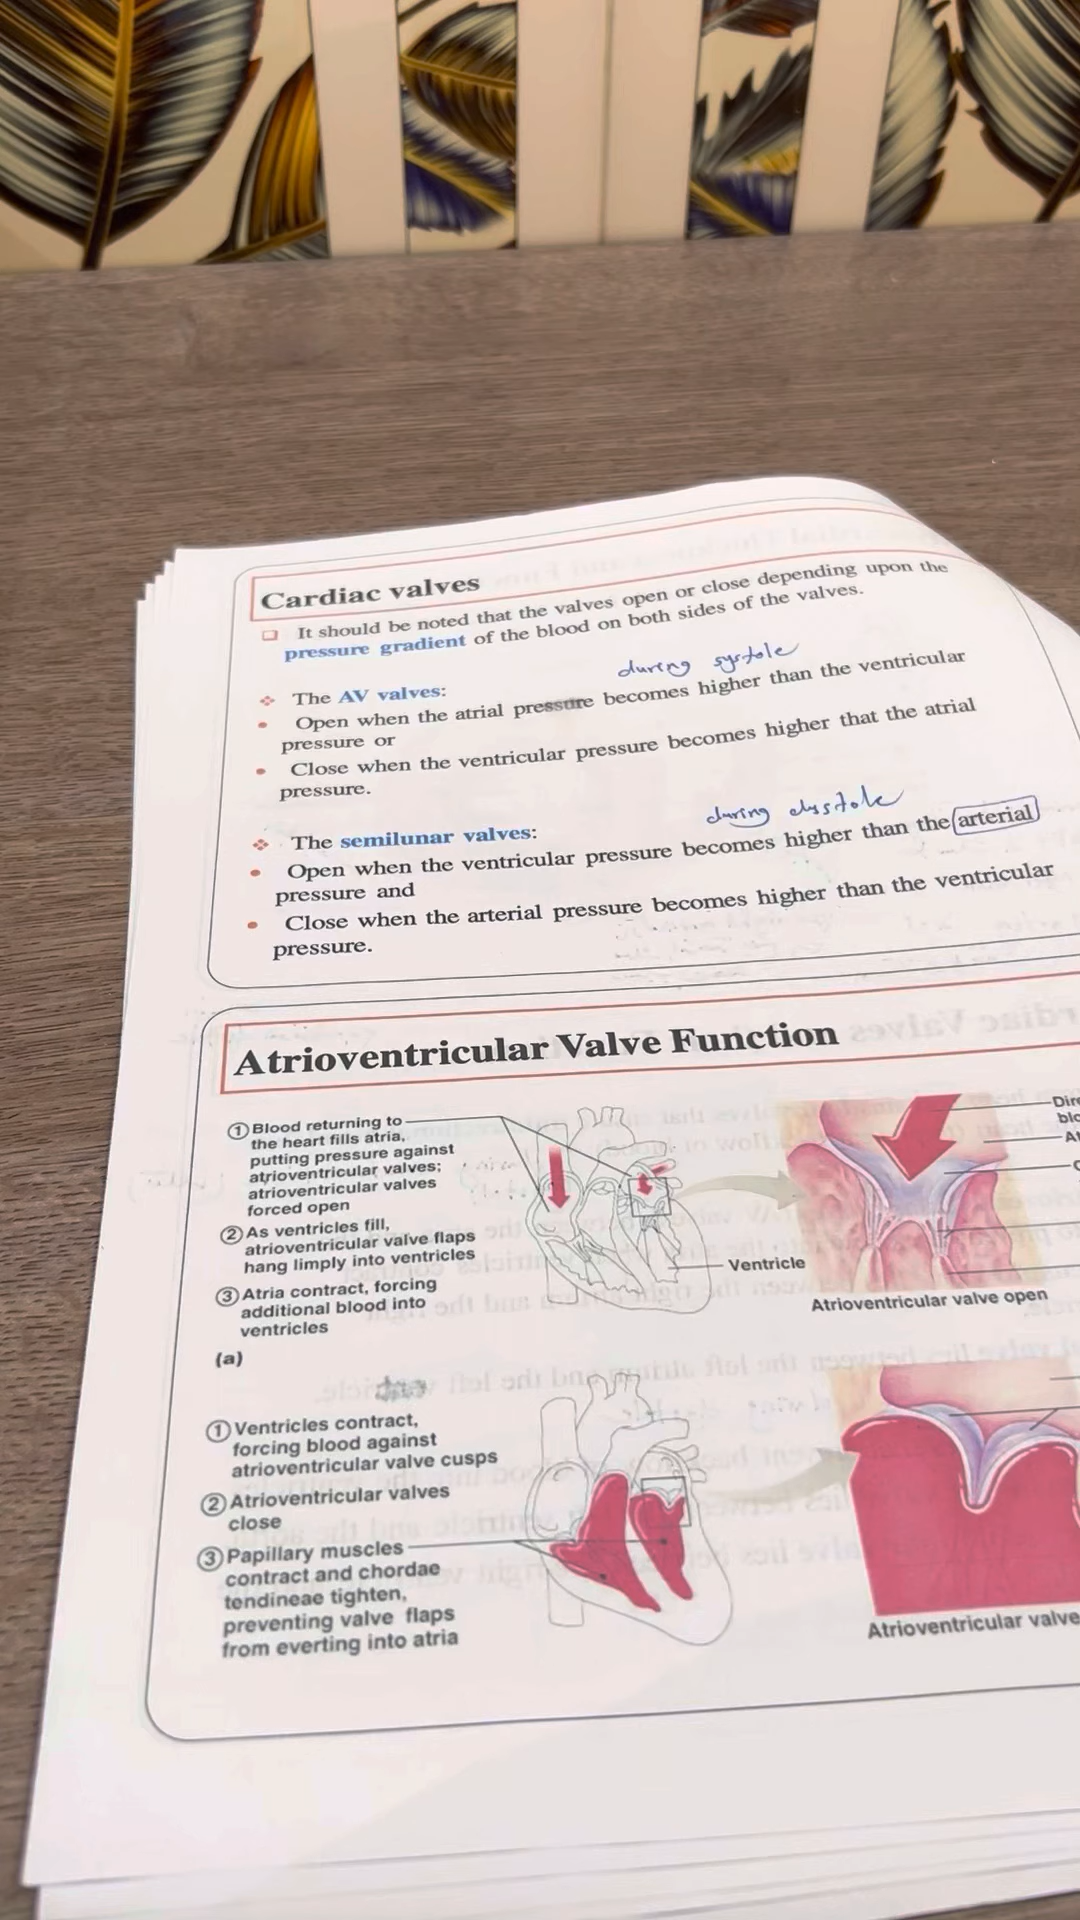 Cardiac valves
It should be noted that the valves open or close depending upon the
pressure gradient of the blood on both sides of the valves.
during systole
The AV valves:
Open when the atrial pressure becomes higher than the ventricular
pressure or
Close when the ventricular pressure becomes higher that the atrial
pressure.
during
The semilunar valves:
Open when the ventricular pressure becomes higher than the arterial
pressure and
Close when the arterial pressure becomes higher than the ventricular
pressure.
Atrioventricular Valve Function
① Blood returning to
the heart fills atria,
putting pressure against
atrioventricular valves;
atrioventricular valves
forced open
② As ventricles fill,
atrioventricular valve flaps
hang limply into ventricles
③ Atria contract, forcing
additional blood into
ventricles
(a)
Ventricle
Dire
Atrioventricular valve open
① Ventricles contract,
forcing blood against
atrioventricular valve cusps
② Atrioventricular valves
close
③ Papillary muscles
contract and chordae
tendineae tighten,
preventing valve flaps
from everting into atria
Atrioventricular valve